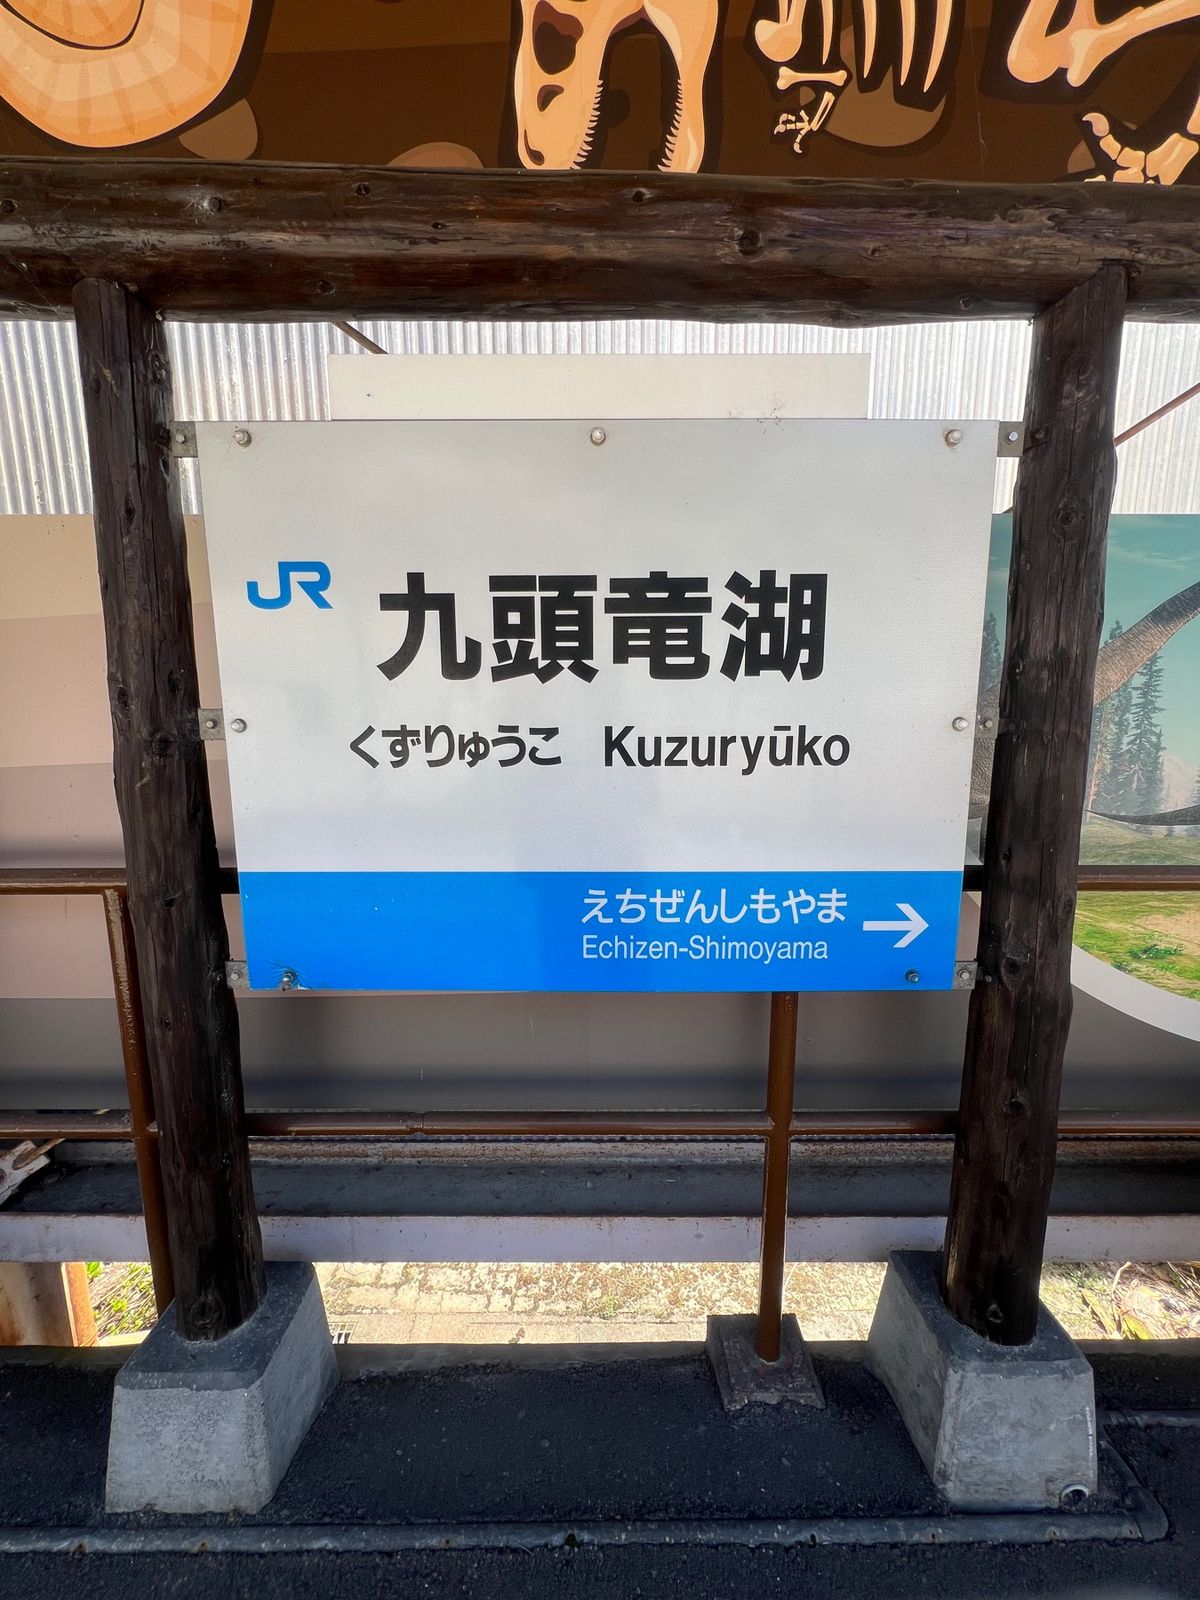 JR 九頭竜湖
くずりゅうこ Kuzuryūko
えちぜんしもやま →
Echizen-Shimoyama